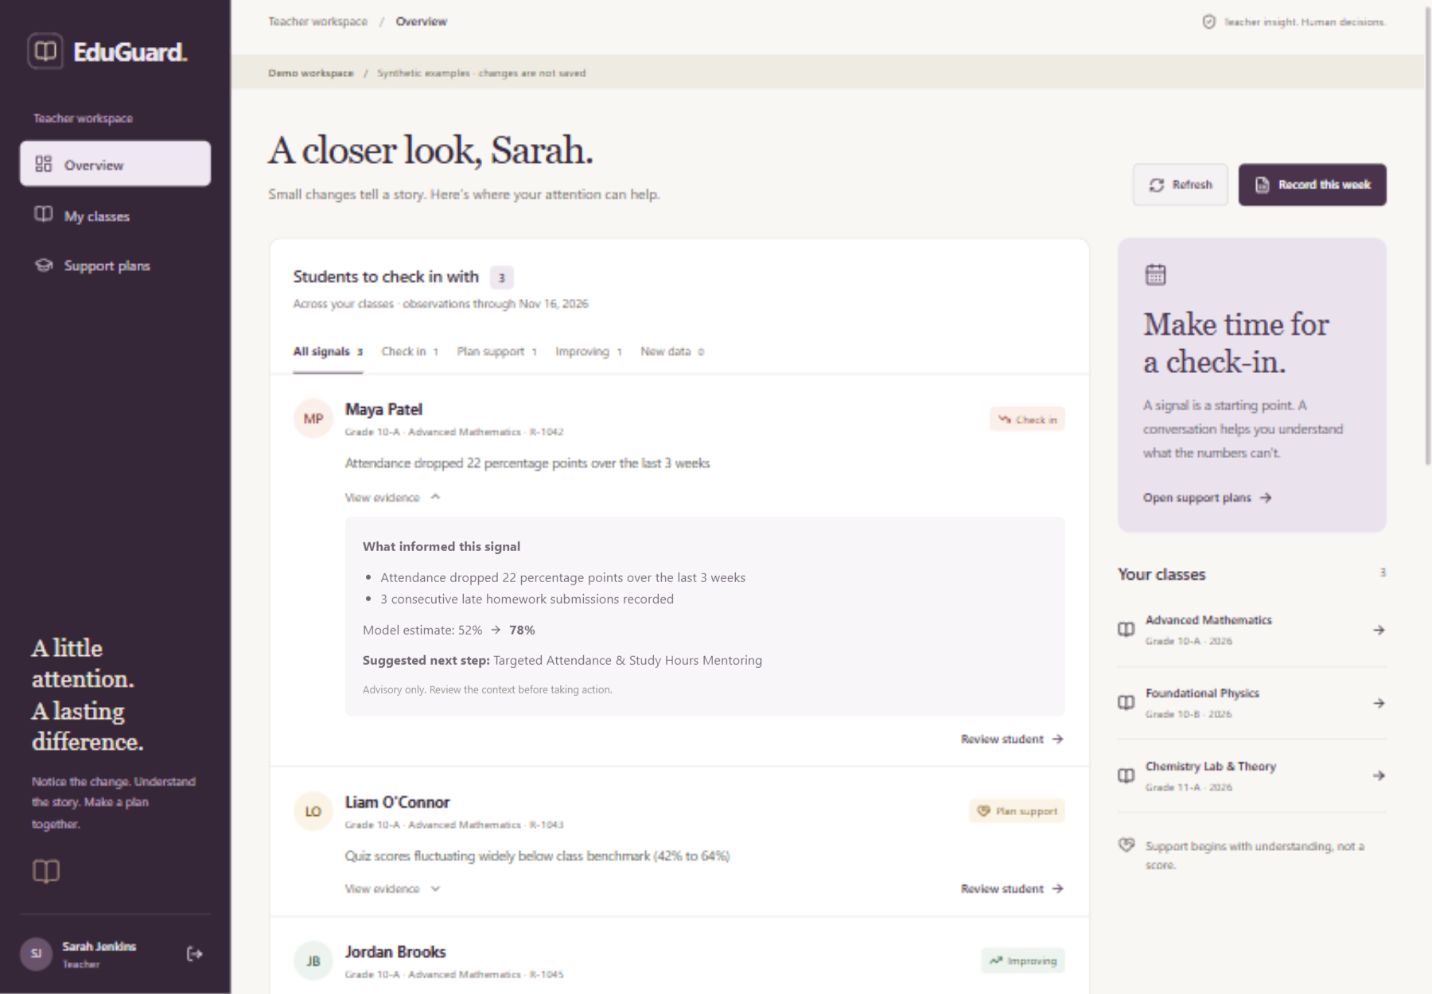 EduGuard.
Teacher workspace
Overview
My classes
Support plans
A little
attention.
A lasting
difference.
Notice the change. Understand
the story. Make a plan
together.
SJ
Sarah Jenkins
Teacher
Teacher workspace / Overview
Teacher insight. Human decisions.
Demo workspace / Synthetic examples · changes are not saved
A closer look, Sarah.
Small changes tell a story. Here's where your attention can help.
Refresh
Record this week
Students to check in with 3
Across your classes · observations through Nov 16, 2026
All signals 3 Check in 1 Plan support 1 Improving 1 New data 0
MP
Maya Patel
Grade 10-A · Advanced Mathematics · R-1042
Check in
Attendance dropped 22 percentage points over the last 3 weeks
View evidence
What informed this signal
• Attendance dropped 22 percentage points over the last 3 weeks
• 3 consecutive late homework submissions recorded
Model estimate: 52% → 78%
Suggested next step: Targeted Attendance & Study Hours Mentoring
Advisory only. Review the context before taking action.
Review student →
LO
Liam O'Connor
Grade 10-A · Advanced Mathematics · R-1043
Plan support
Quiz scores fluctuating widely below class benchmark (42% to 64%)
View evidence
Review student →
JB
Jordan Brooks
Grade 10-A · Advanced Mathematics · R-1045
Improving
Make time for
a check-in.
A signal is a starting point. A
conversation helps you understand
what the numbers can't.
Open support plans →
Your classes 3
Advanced Mathematics
Grade 10-A · 2026
Foundational Physics
Grade 10-B · 2026
Chemistry Lab & Theory
Grade 11-A · 2026
Support begins with understanding, not a
score.